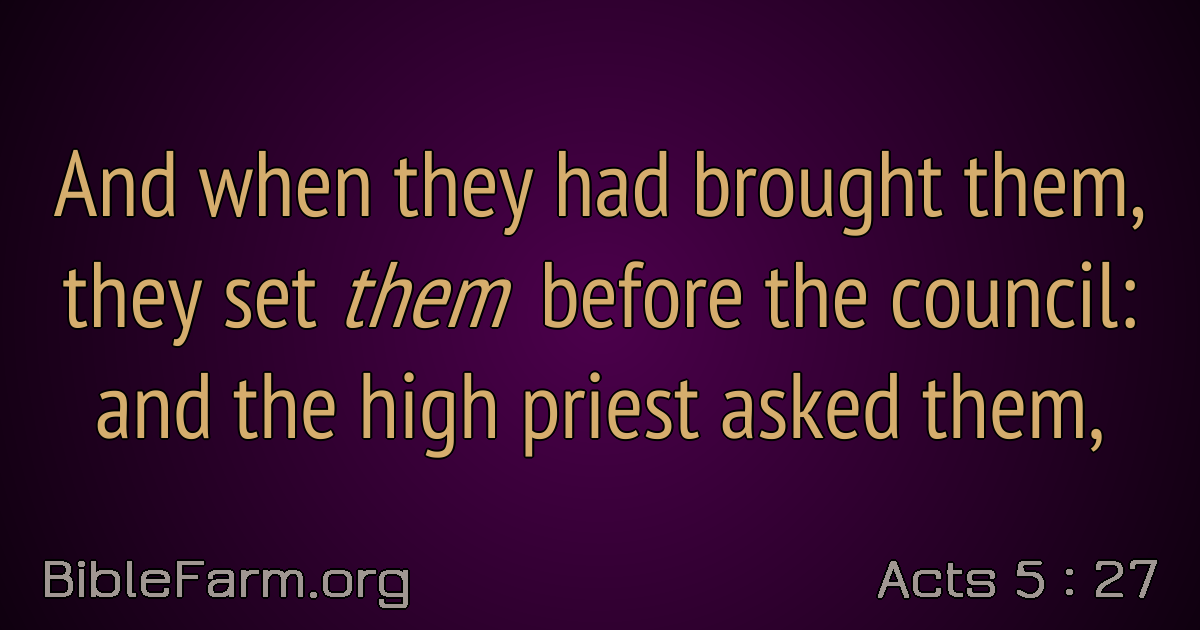 And when they had brought them,
they set them before the council:
and the high priest asked them,
BibleFarm.org
Acts 5 : 27